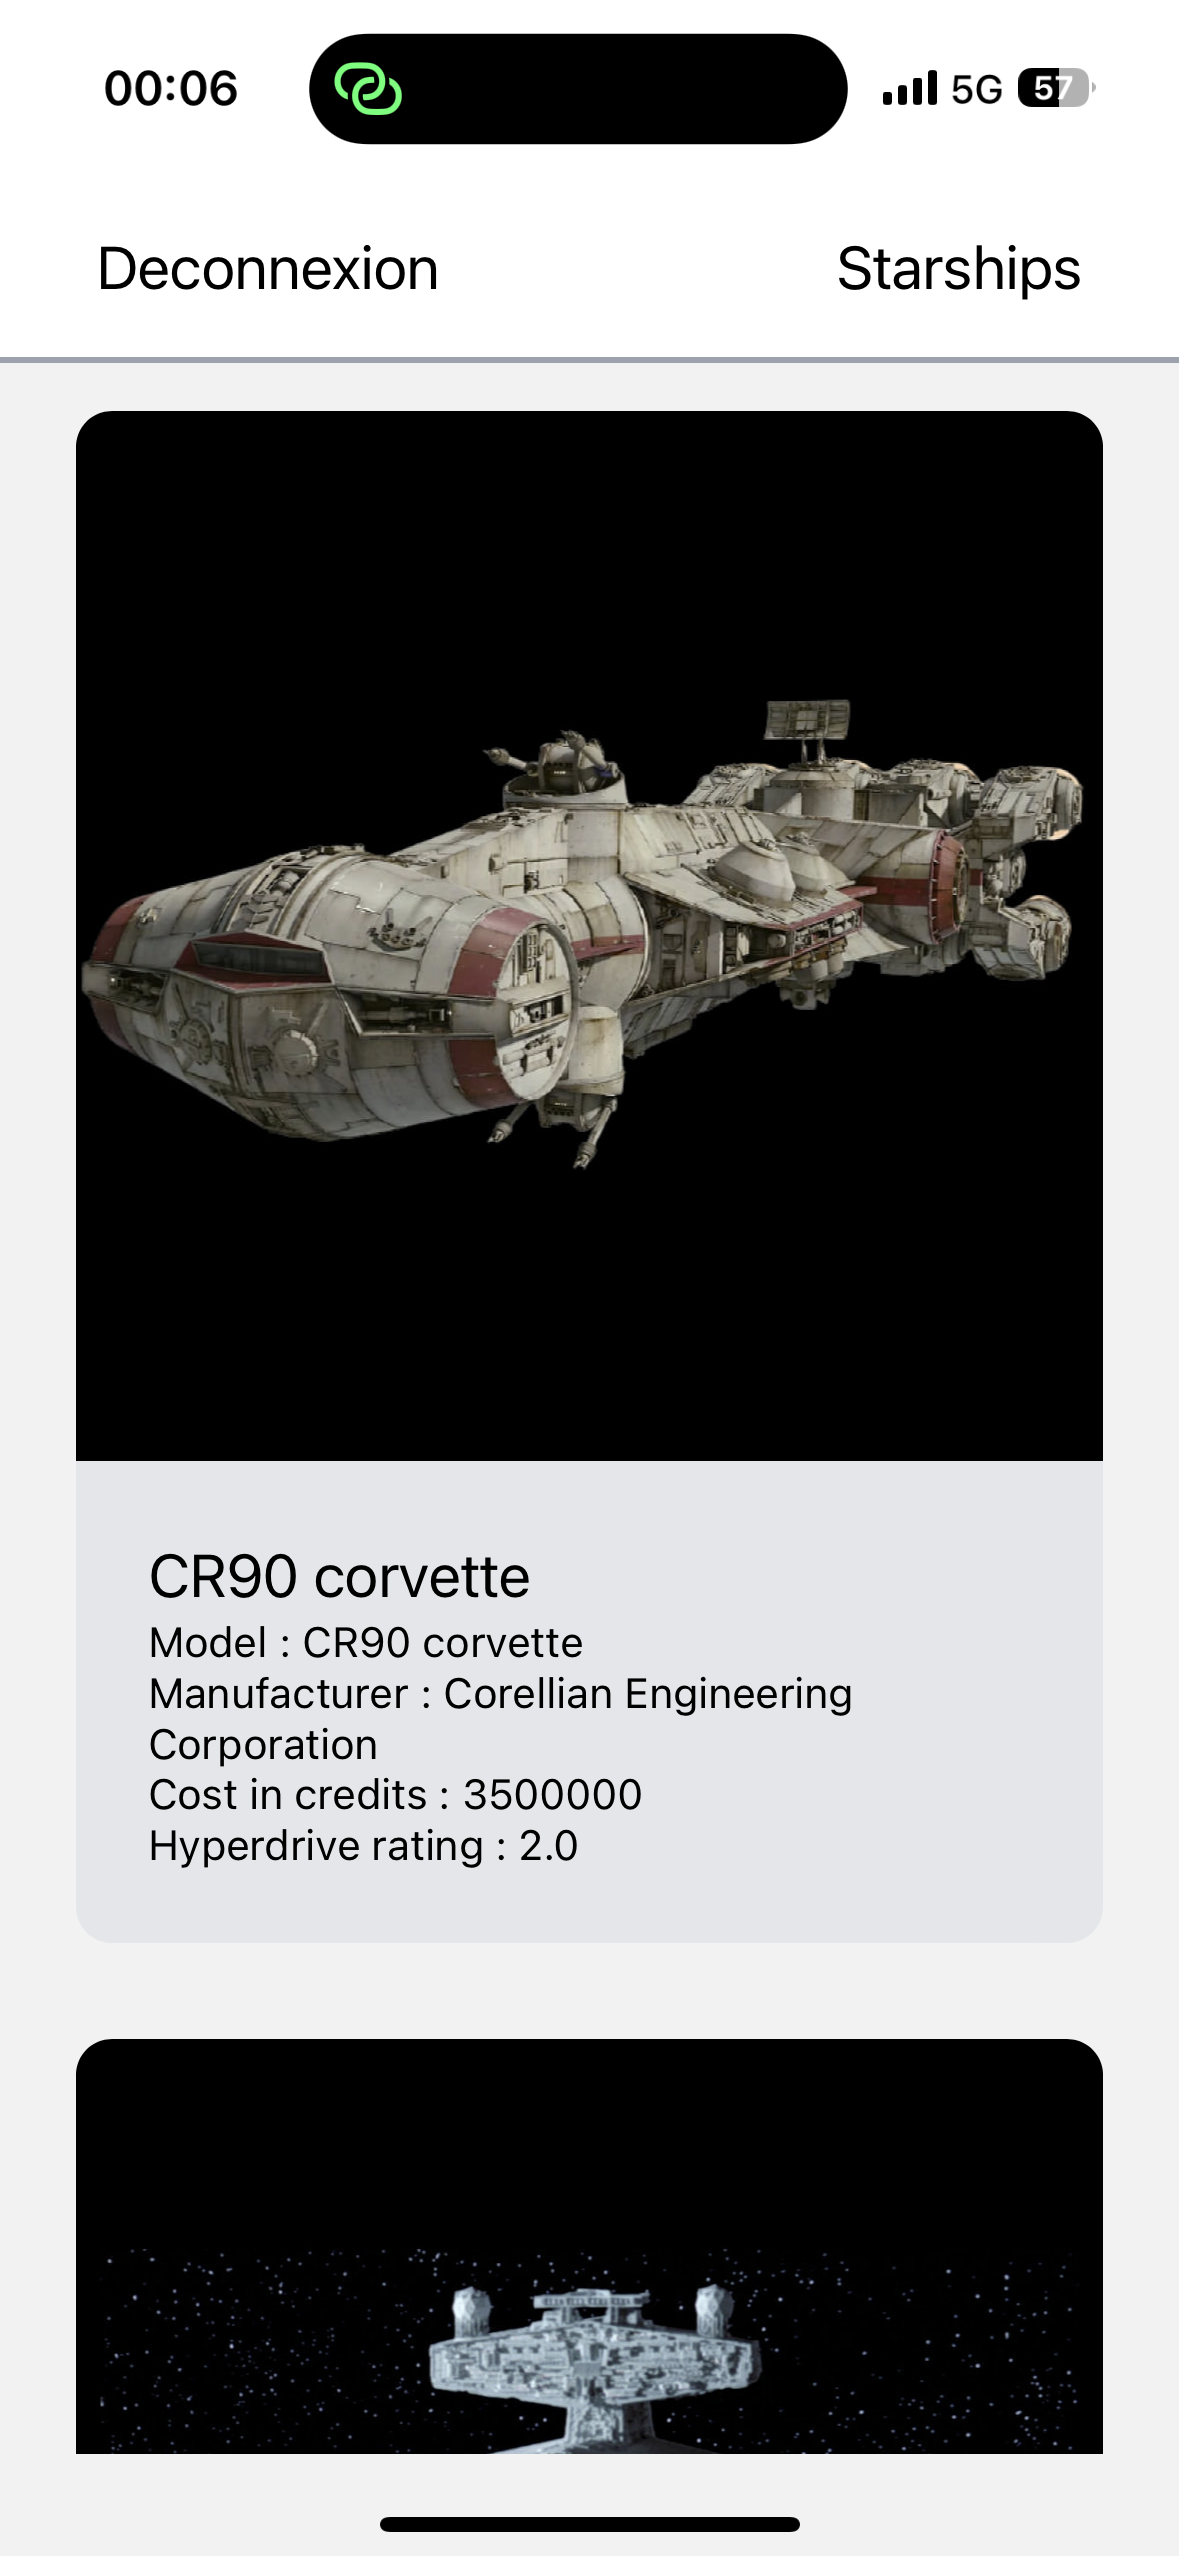 00:06 5G 57
Deconnexion Starships
CR90 corvette
Model : CR90 corvette
Manufacturer : Corellian Engineering
Corporation
Cost in credits : 3500000
Hyperdrive rating : 2.0